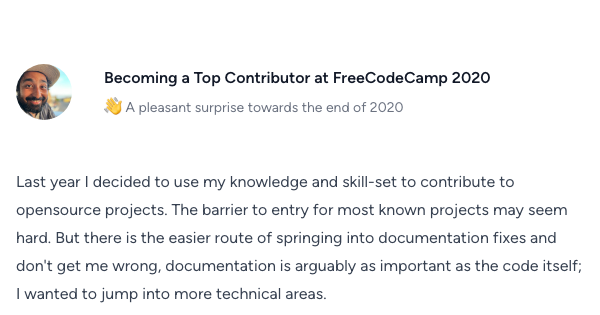 Becoming a Top Contributor at FreeCodeCamp 2020
👋 A pleasant surprise towards the end of 2020
Last year I decided to use my knowledge and skill-set to contribute to
opensource projects. The barrier to entry for most known projects may seem
hard. But there is the easier route of springing into documentation fixes and
don't get me wrong, documentation is arguably as important as the code itself;
I wanted to jump into more technical areas.